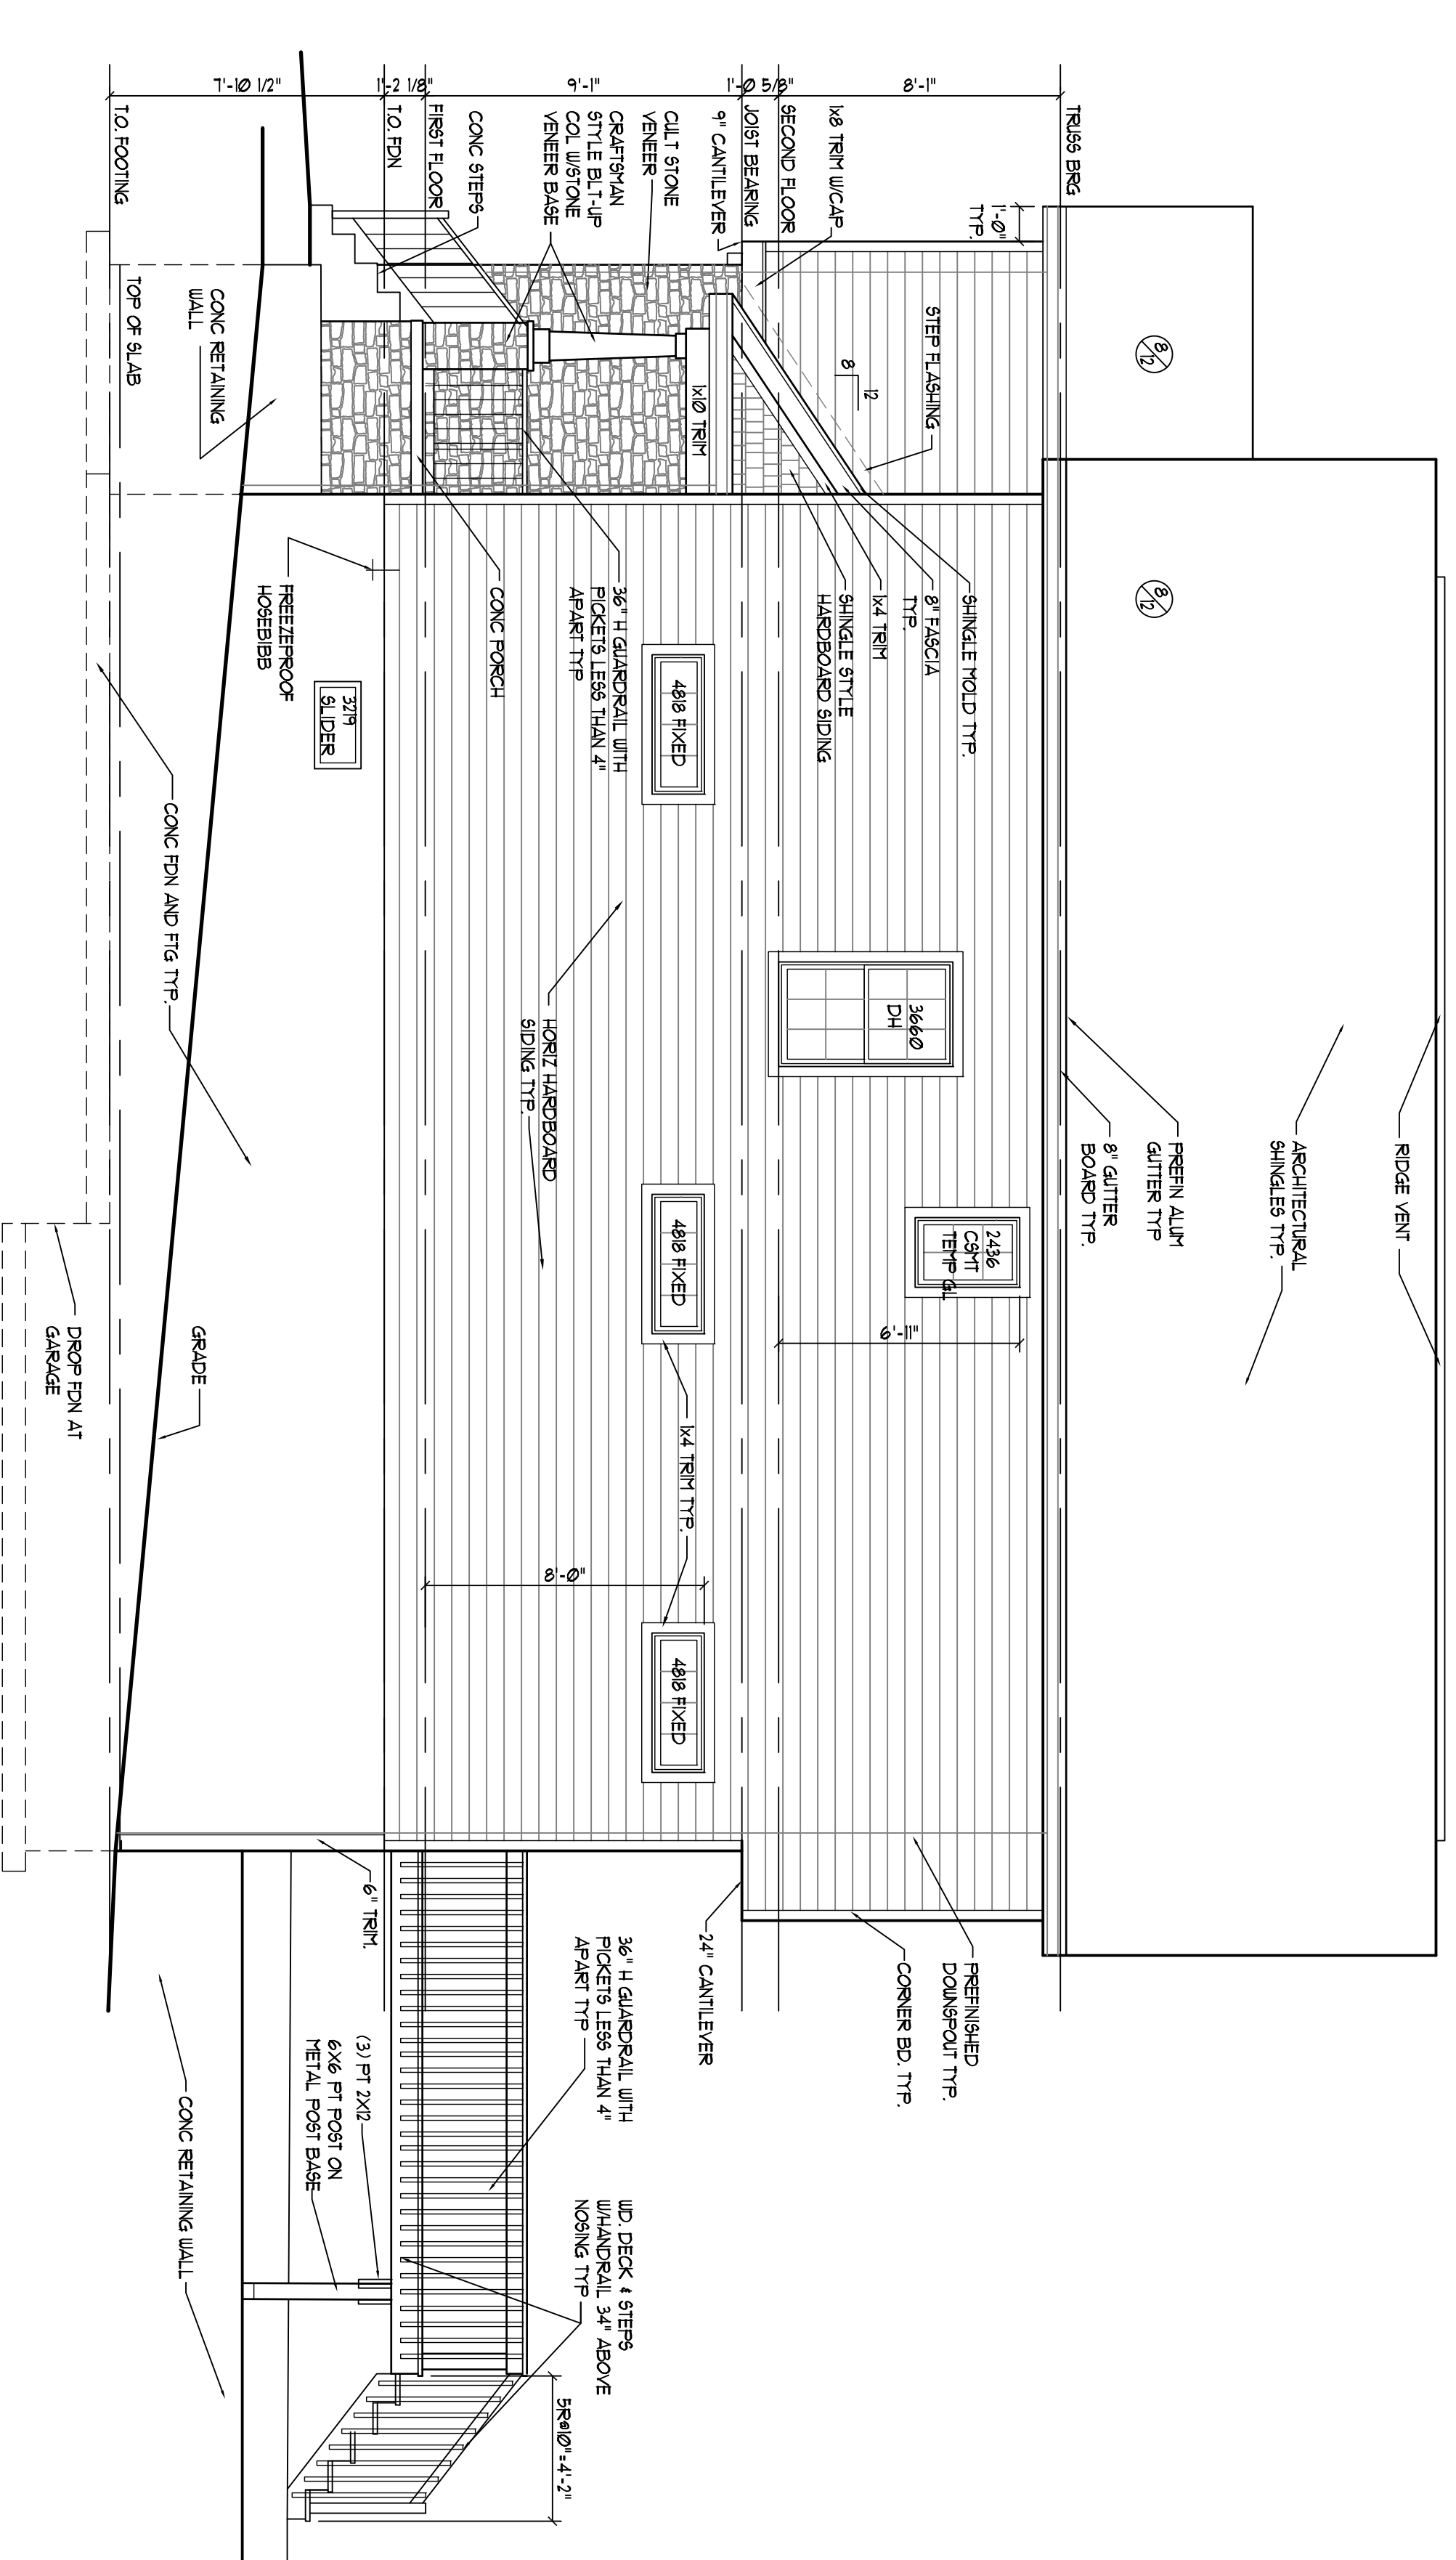 RIDGE VENT
ARCHITECTURAL
SHINGLES TYP.
8
12
8
12
PREFIN ALUM
GUTTER TYP
8" GUTTER
BOARD TYP.
TRUSS BRG
1'-0"
TYP.
8'-1"
2436
CSMT
TEMP GL
6'-11"
3660
DH
STEP FLASHING
12
8
SHINGLE MOLD TYP.
8" FASCIA
TYP.
1x4 TRIM
SHINGLE STYLE
HARDBOARD SIDING
PREFINISHED
DOWNSPOUT TYP.
CORNER BD. TYP.
1x8 TRIM W/CAP
SECOND FLOOR
1'-0 5/8"
JOIST BEARING
9" CANTILEVER
24" CANTILEVER
1x10 TRIM
4818 FIXED
4818 FIXED
4818 FIXED
1x4 TRIM TYP.
8'-0"
9'-1"
CULT STONE
VENEER
CRAFTSMAN
STYLE BLT-UP
COL W/STONE
VENEER BASE
36" H GUARDRAIL WITH
PICKETS LESS THAN 4"
APART TYP
36" H GUARDRAIL WITH
PICKETS LESS THAN 4"
APART TYP
WD. DECK & STEPS
W/HANDRAIL 34" ABOVE
NOSING TYP
5R@10"=4'-2"
HORIZ HARDBOARD
SIDING TYP.
CONC PORCH
CONC STEPS
FIRST FLOOR
1'-2 1/8"
T.O. FDN
FREEZEPROOF
HOSEBIBB
3219
SLIDER
6" TRIM.
(3) PT 2X12
6X6 PT POST ON
METAL POST BASE
7'-10 1/2"
CONC RETAINING
WALL
GRADE
CONC FDN AND FTG TYP.
CONC RETAINING WALL
TOP OF SLAB
T.O. FOOTING
DROP FDN AT
GARAGE